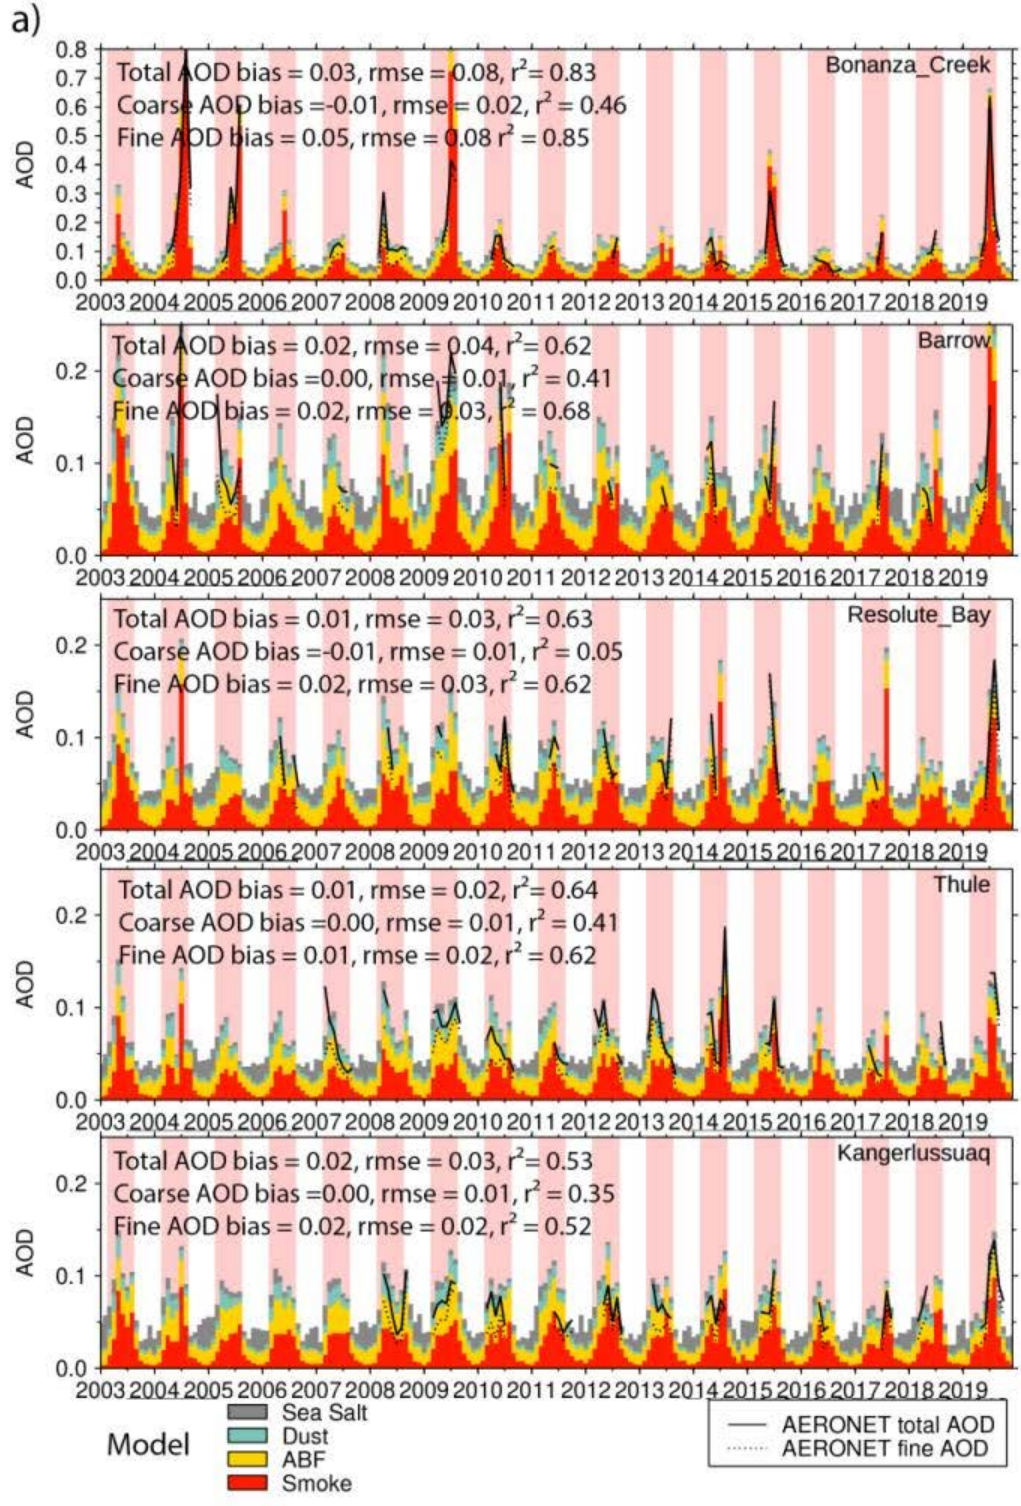 a)
0.8
0.7
0.6
0.5
0.4
0.3
0.2
0.1
0.0
AOD
Total AOD bias = 0.03, rmse = 0.08, r²= 0.83
Coarse AOD bias =-0.01, rmse = 0.02, r² = 0.46
Fine AOD bias = 0.05, rmse = 0.08 r² = 0.85
Bonanza_Creek
2003 2004 2005 2006 2007 2008 2009 2010 2011 2012 2013 2014 2015 2016 2017 2018 2019
0.2
0.1
0.0
AOD
Total AOD bias = 0.02, rmse = 0.04, r²= 0.62
Coarse AOD bias =0.00, rmse = 0.01, r² = 0.41
Fine AOD bias = 0.02, rmse = 0.03, r² = 0.68
Barrow
2003 2004 2005 2006 2007 2008 2009 2010 2011 2012 2013 2014 2015 2016 2017 2018 2019
0.2
0.1
0.0
AOD
Total AOD bias = 0.01, rmse = 0.03, r²= 0.63
Coarse AOD bias =-0.01, rmse = 0.01, r² = 0.05
Fine AOD bias = 0.02, rmse = 0.03, r² = 0.62
Resolute_Bay
2003 2004 2005 2006 2007 2008 2009 2010 2011 2012 2013 2014 2015 2016 2017 2018 2019
0.2
0.1
0.0
AOD
Total AOD bias = 0.01, rmse = 0.02, r²= 0.64
Coarse AOD bias =0.00, rmse = 0.01, r² = 0.41
Fine AOD bias = 0.01, rmse = 0.02, r² = 0.62
Thule
2003 2004 2005 2006 2007 2008 2009 2010 2011 2012 2013 2014 2015 2016 2017 2018 2019
0.2
0.1
0.0
AOD
Total AOD bias = 0.02, rmse = 0.03, r²= 0.53
Coarse AOD bias =0.00, rmse = 0.01, r² = 0.35
Fine AOD bias = 0.02, rmse = 0.02, r² = 0.52
Kangerlussuaq
2003 2004 2005 2006 2007 2008 2009 2010 2011 2012 2013 2014 2015 2016 2017 2018 2019
Model
Sea Salt
Dust
ABF
Smoke
AERONET total AOD
AERONET fine AOD